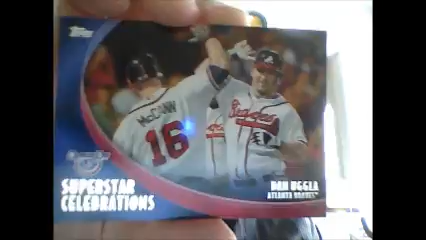 Topps
McCANN
16
Braves
SUPERSTAR
CELEBRATIONS
DAN UGGLA
ATLANTA BRAVES